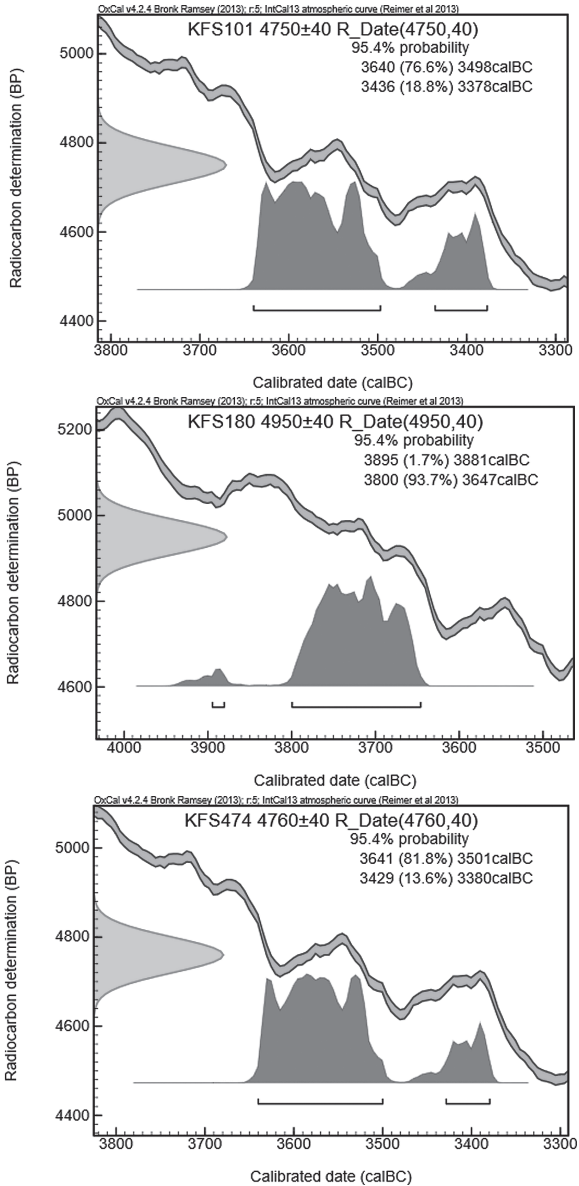 OxCal v4.2.4 Bronk Ramsey (2013); r:5; IntCal13 atmospheric curve (Reimer et al 2013)
KFS101 4750±40 R_Date(4750,40)
95.4% probability
3640 (76.6%) 3498calBC
3436 (18.8%) 3378calBC
Radiocarbon determination (BP)
5000
4800
4600
4400
3800 3700 3600 3500 3400 3300
Calibrated date (calBC)
OxCal v4.2.4 Bronk Ramsey (2013); r:5; IntCal13 atmospheric curve (Reimer et al 2013)
KFS180 4950±40 R_Date(4950,40)
95.4% probability
3895 (1.7%) 3881calBC
3800 (93.7%) 3647calBC
Radiocarbon determination (BP)
5200
5000
4800
4600
4000 3900 3800 3700 3600 3500
Calibrated date (calBC)
OxCal v4.2.4 Bronk Ramsey (2013); r:5; IntCal13 atmospheric curve (Reimer et al 2013)
KFS474 4760±40 R_Date(4760,40)
95.4% probability
3641 (81.8%) 3501calBC
3429 (13.6%) 3380calBC
Radiocarbon determination (BP)
5000
4800
4600
4400
3800 3700 3600 3500 3400 3300
Calibrated date (calBC)